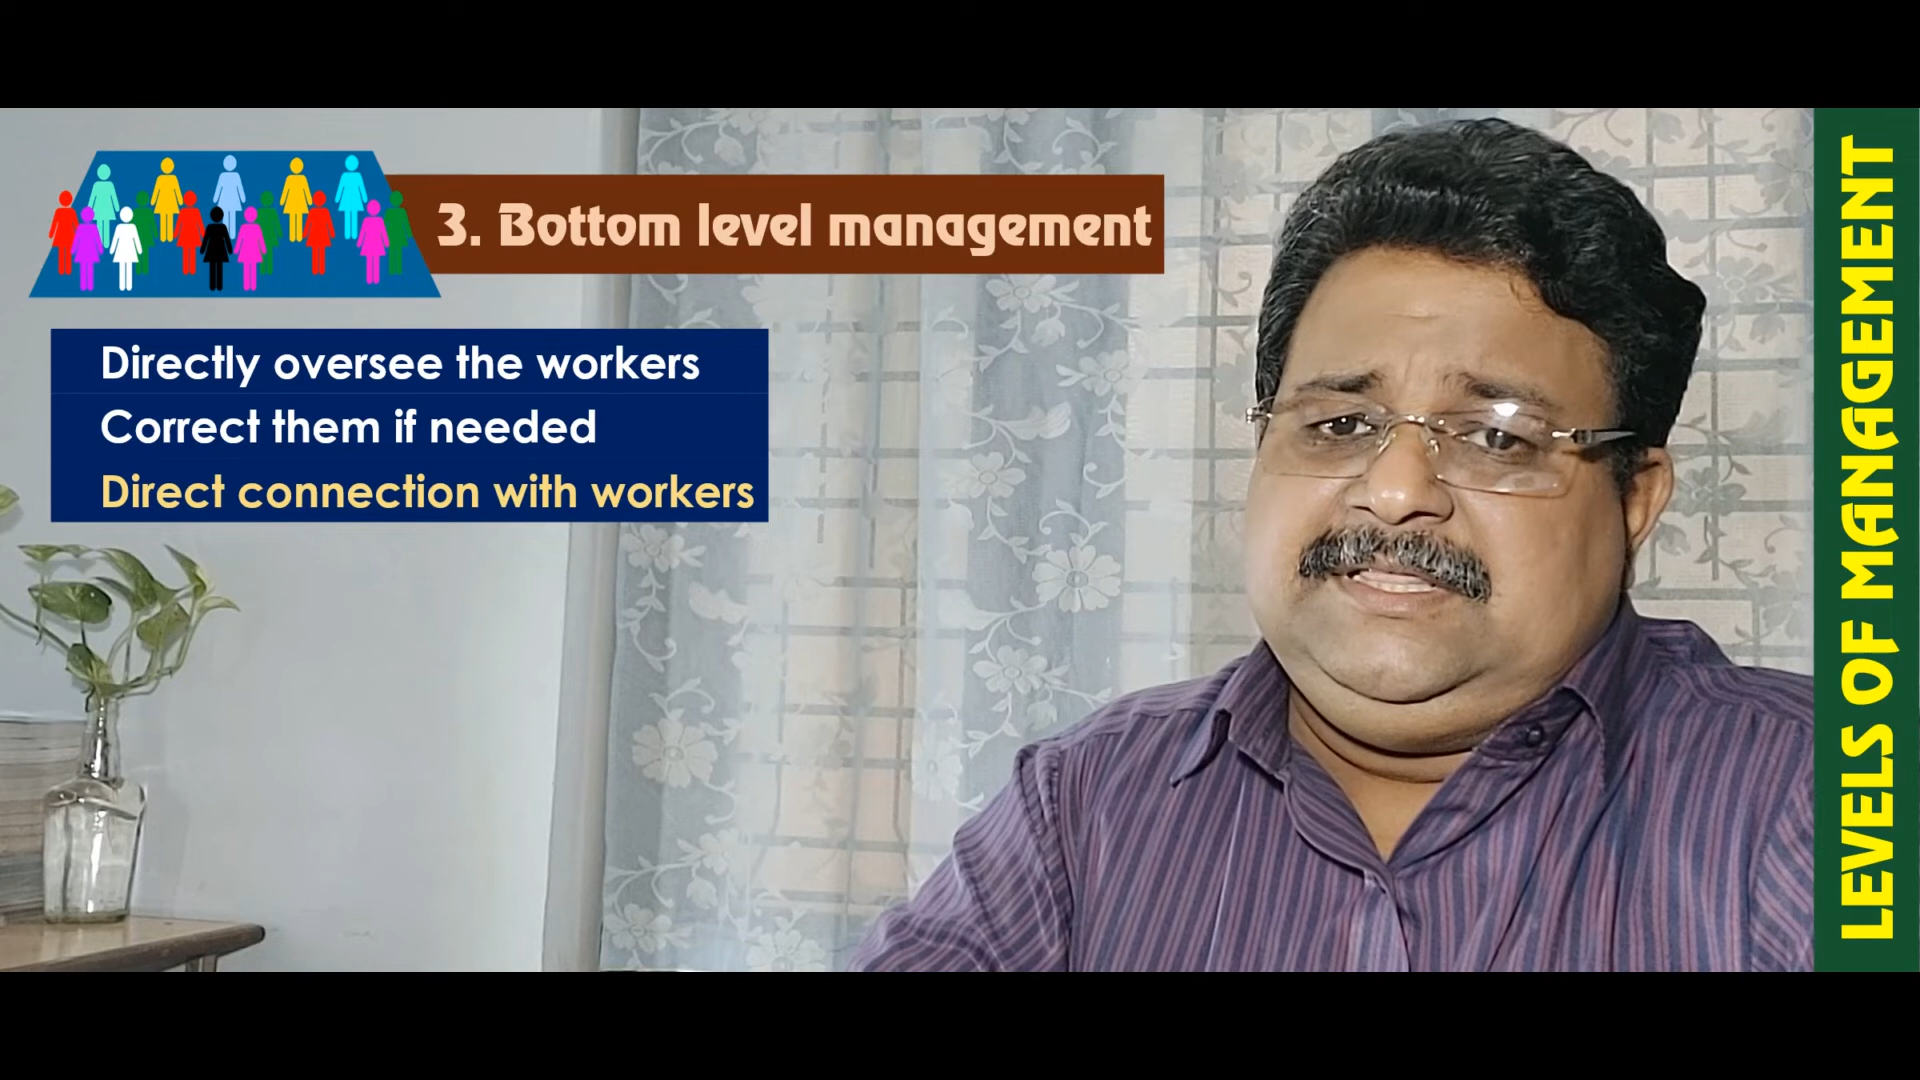 3. Bottom level management
Directly oversee the workers
Correct them if needed
Direct connection with workers
LEVELS OF MANAGEMENT